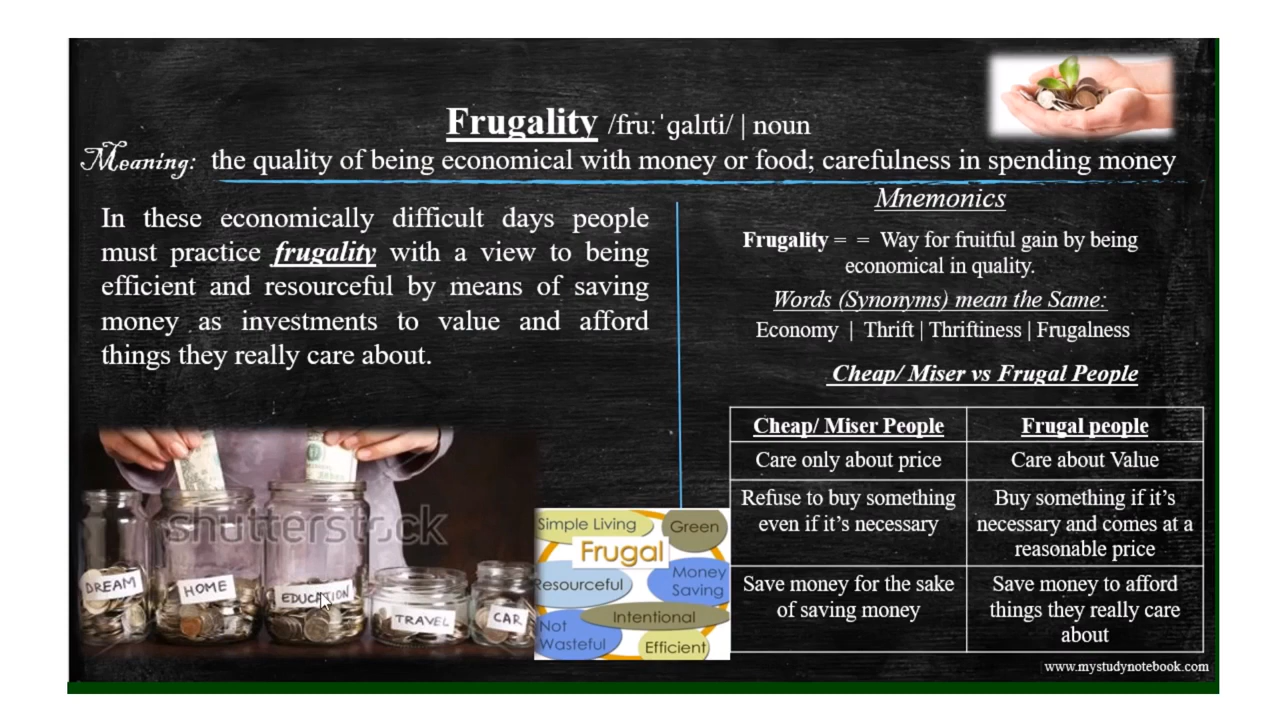 Frugality /fruːˈɡalɪti/ | noun
Meaning: the quality of being economical with money or food; carefulness in spending money
In these economically difficult days people
must practice frugality with a view to being
efficient and resourceful by means of saving
money as investments to value and afford
things they really care about.
Mnemonics
Frugality = = Way for fruitful gain by being
economical in quality.
Words (Synonyms) mean the Same:
Economy | Thrift | Thriftiness | Frugalness
Cheap/ Miser vs Frugal People
Cheap/ Miser People
Frugal people
Care only about price
Care about Value
Refuse to buy something
even if it's necessary
Buy something if it's
necessary and comes at a
reasonable price
Save money for the sake
of saving money
Save money to afford
things they really care
about
shutterstock
DREAM
HOME
EDUCATION
TRAVEL
CAR
Simple Living
Green
Frugal
Resourceful
Money
Saving
Intentional
Not
Wasteful
Efficient
www.mystudynotebook.com